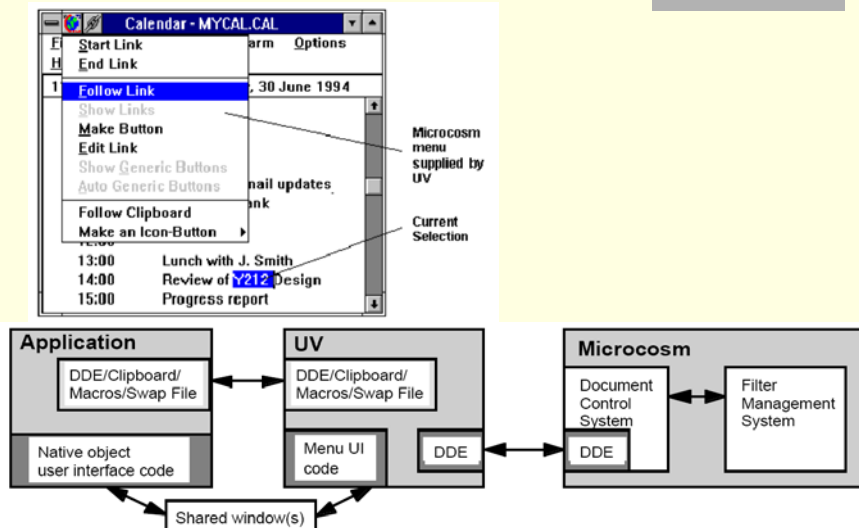 Calendar - MYCAL.CAL
arm Options
Start Link
End Link
Follow Link
Show Links
Make Button
Edit Link
Show Generic Buttons
Auto Generic Buttons
Follow Clipboard
Make an Icon-Button
H
1
, 30 June 1994
nail updates
ank
12:00
13:00 Lunch with J. Smith
14:00 Review of Y212 Design
15:00 Progress report
Microcosm
menu
supplied by
UV
Current
Selection
Application
DDE/Clipboard/
Macros/Swap File
Native object
user interface code
UV
DDE/Clipboard/
Macros/Swap File
Menu UI
code
DDE
Shared window(s)
Microcosm
Document
Control
System
DDE
Filter
Management
System